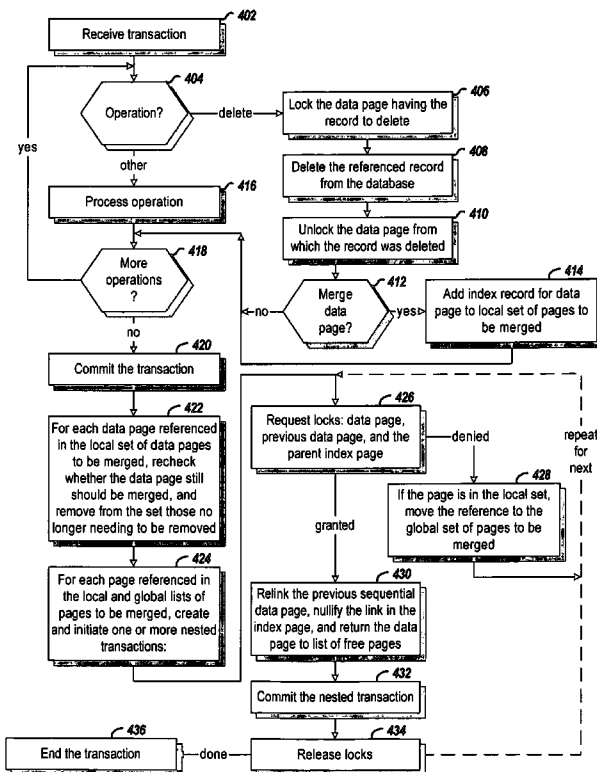 402
Receive transaction
404
Operation?
delete
other
yes
406
Lock the data page having the
record to delete
408
Delete the referenced record
from the database
410
Unlock the data page from
which the record was deleted
412
Merge
data
page?
no
yes
414
Add index record for data
page to local set of pages to
be merged
416
Process operation
418
More
operations
?
no
420
Commit the transaction
422
For each data page referenced
in the local set of data pages
to be merged, recheck
whether the data page still
should be merged, and
remove from the set those no
longer needing to be removed
424
For each page referenced in
the local and global lists of
pages to be merged, create
and initiate one or more nested
transactions:
426
Request locks: data page,
previous data page, and the
parent index page
denied
granted
repeat
for
next
428
If the page is in the local set,
move the reference to the
global set of pages to be
merged
430
Relink the previous sequential
data page, nullify the link in the
index page, and return the data
page to list of free pages
432
Commit the nested transaction
434
Release locks
done
436
End the transaction